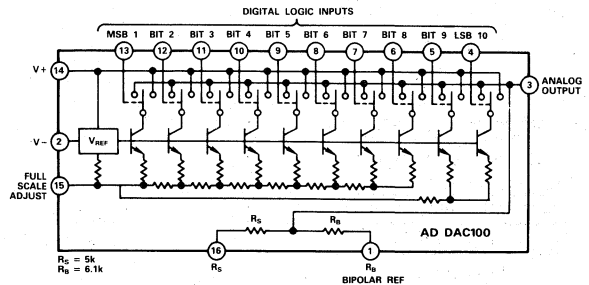 DIGITAL LOGIC INPUTS
MSB 1 BIT 2 BIT 3 BIT 4 BIT 5 BIT 6 BIT 7 BIT 8 BIT 9 LSB 10
13 12 11 10 9 8 7 6 5 4
V+ 14
3 ANALOG OUTPUT
V– 2 VREF
FULL SCALE ADJUST 15
RS RB
AD DAC100
16 1
RS = 5k
RB = 6.1k
RS RB
BIPOLAR REF